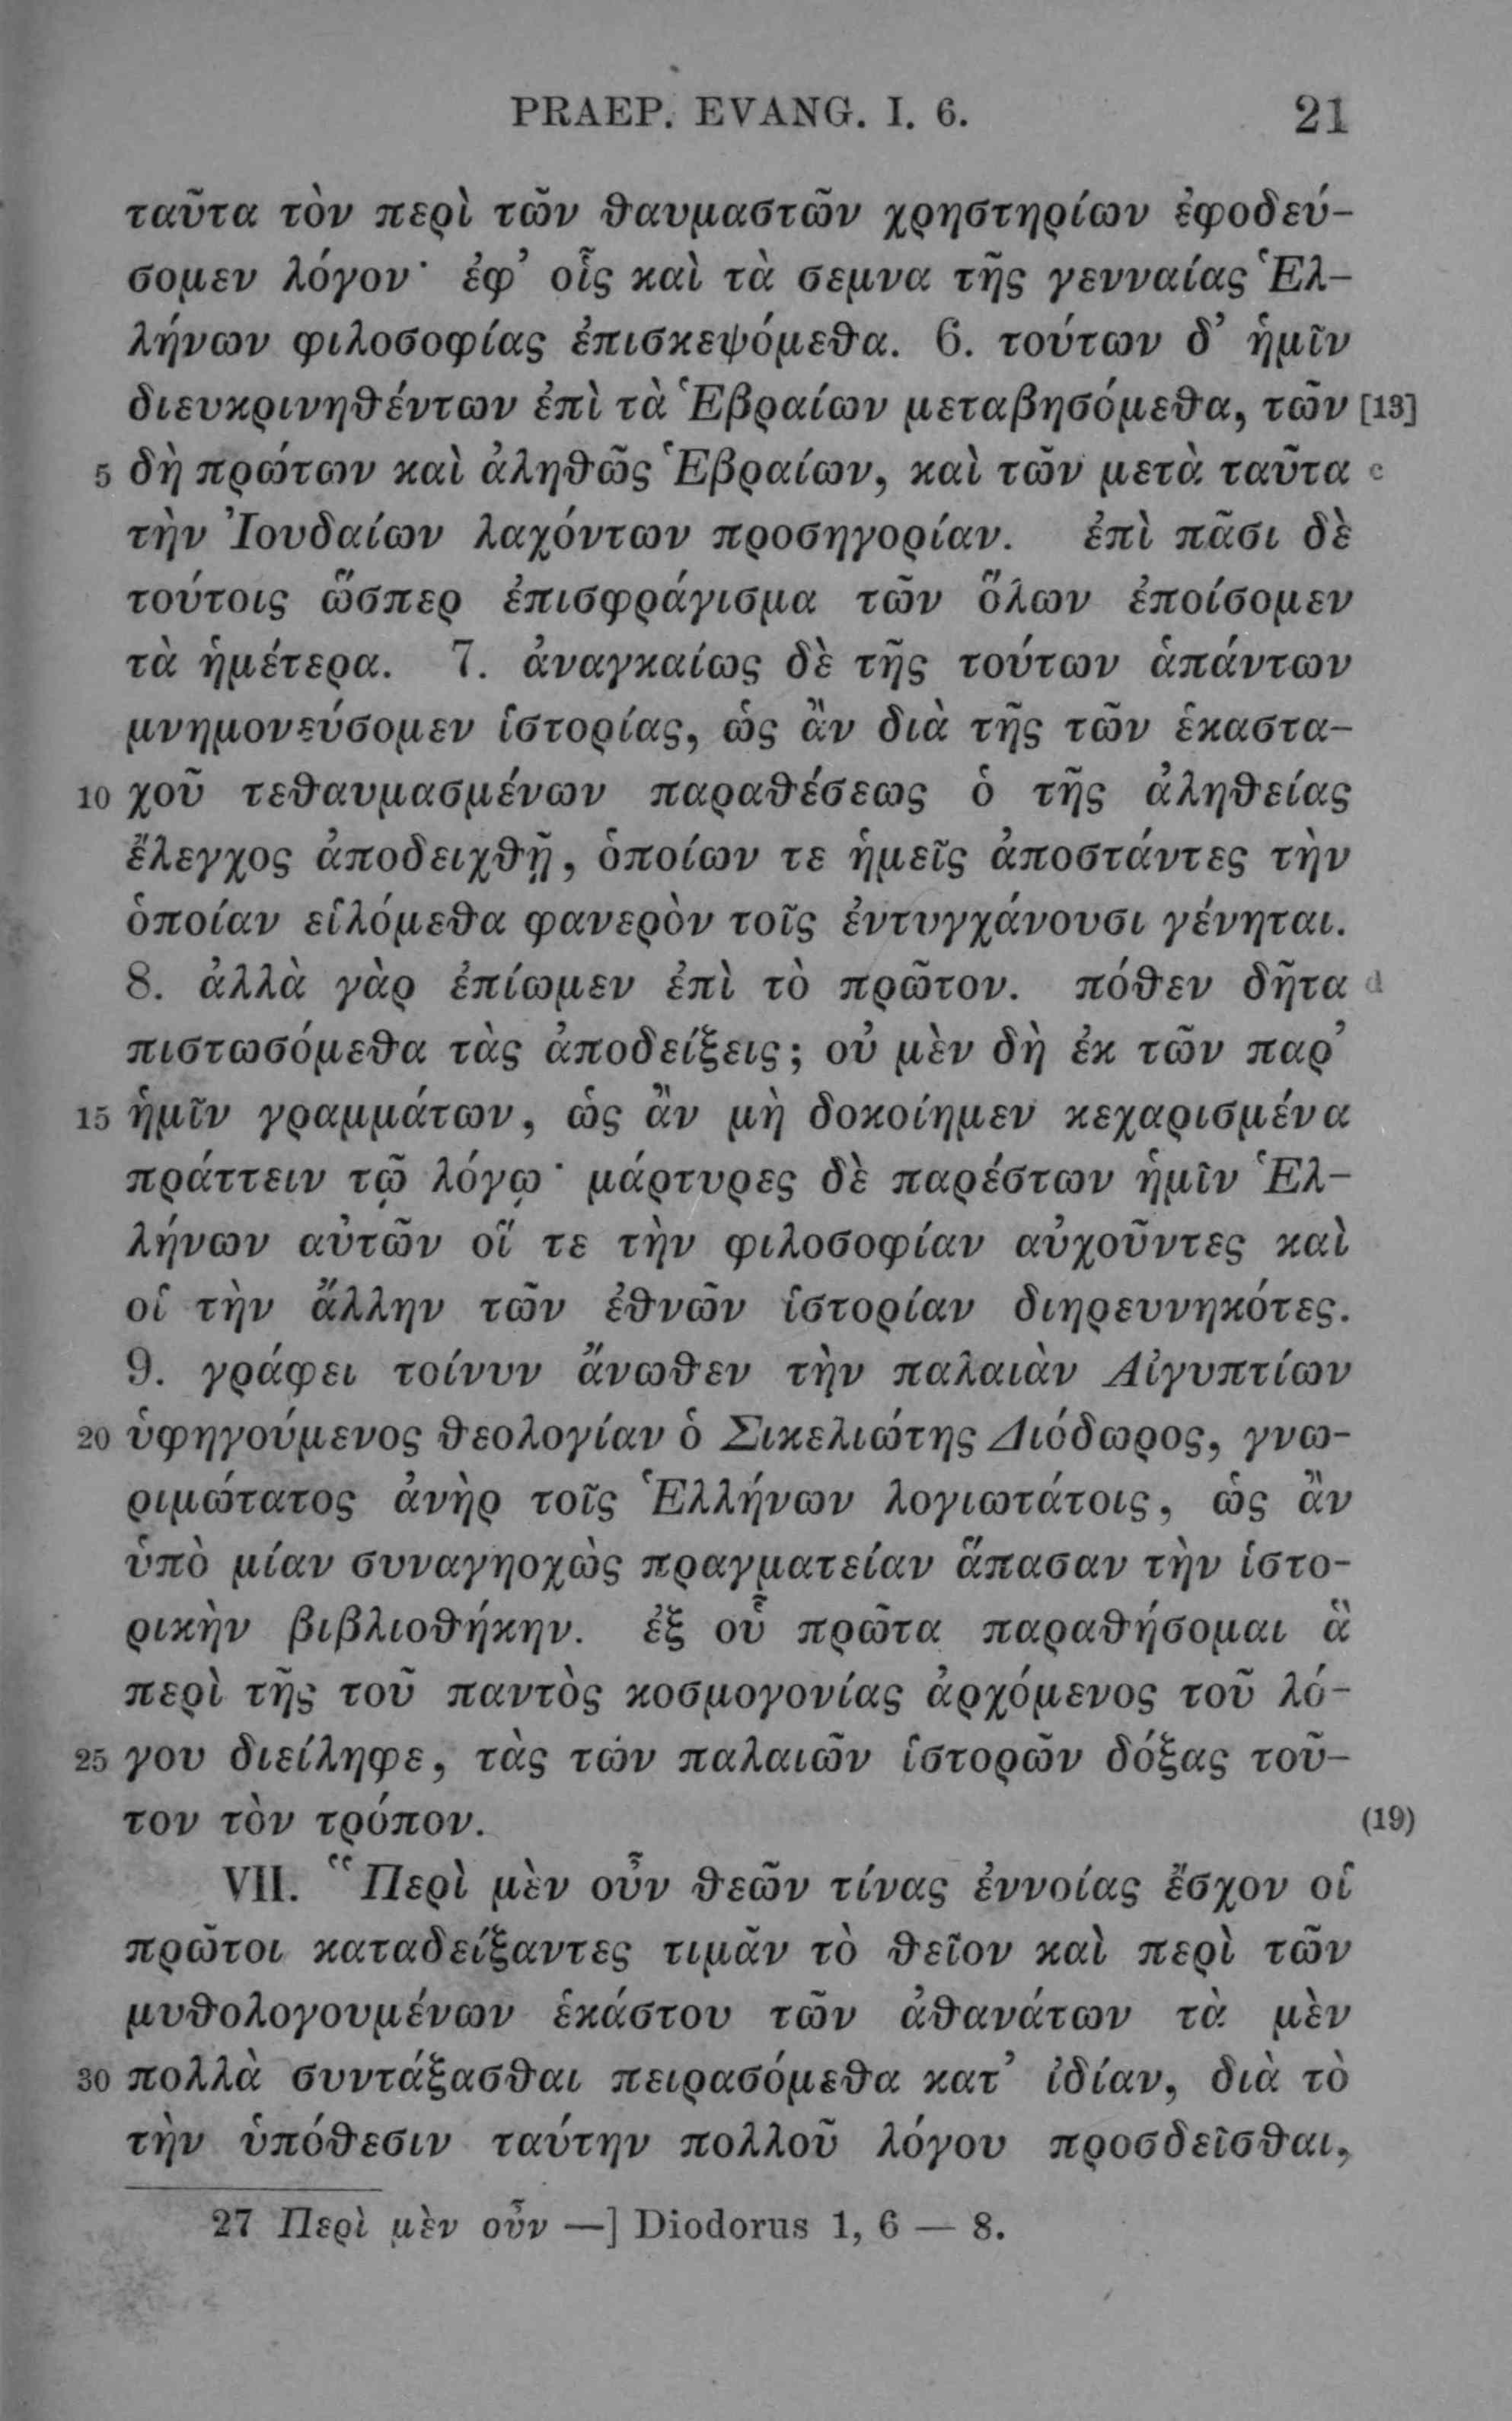 PRAEP. EVANG. I. 6. 21
ταῦτα τὸν περὶ τῶν θαυμαστῶν χρηστηρίων ἐφοδεύ-
σομεν λόγον· ἐφ’ οἷς καὶ τὰ σεμνα τῆς γενναίας Ἑλ-
λήνων φιλοσοφίας ἐπισκεψόμεθα. 6. τούτων δ’ ἡμῖν
διευκρινηθέντων ἐπὶ τὰ Ἑβραίων μεταβησόμεθα, τῶν [13]
5 δὴ πρώτων καὶ ἀληθῶς Ἑβραίων, καὶ τῶν μετὰ ταῦτα c
τὴν Ἰουδαίων λαχόντων προσηγορίαν. ἐπὶ πᾶσι δὲ
τούτοις ὥσπερ ἐπισφράγισμα τῶν ὅλων ἐποίσομεν
τὰ ἡμέτερα. 7. ἀναγκαίως δὲ τῆς τούτων ἁπάντων
μνημονεύσομεν ἱστορίας, ὡς ἂν διὰ τῆς τῶν ἑκαστα-
10 χοῦ τεθαυμασμένων παραθέσεως ὁ τῆς ἀληθείας
ἔλεγχος ἀποδειχθῇ, ὁποίων τε ἡμεῖς ἀποστάντες τὴν
ὁποίαν εἱλόμεθα φανερὸν τοῖς ἐντυγχάνουσι γένηται.
8. ἀλλὰ γὰρ ἐπίωμεν ἐπὶ τὸ πρῶτον. πόθεν δῆτα d
πιστωσόμεθα τὰς ἀποδείξεις; οὐ μὲν δὴ ἐκ τῶν παρ’
15 ἡμῖν γραμμάτων, ὡς ἂν μὴ δοκοίημεν κεχαρισμένα
πράττειν τῷ λόγῳ· μάρτυρες δὲ παρέστων ἡμῖν Ἑλ-
λήνων αὐτῶν οἵ τε τὴν φιλοσοφίαν αὐχοῦντες καὶ
οἱ τὴν ἄλλην τῶν ἐθνῶν ἱστορίαν διηρευνηκότες.
9. γράφει τοίνυν ἄνωθεν τὴν παλαιὰν Αἰγυπτίων
20 ὑφηγούμενος θεολογίαν ὁ Σικελιώτης Διόδωρος, γνω-
ριμώτατος ἀνὴρ τοῖς Ἑλλήνων λογιωτάτοις, ὡς ἂν
ὑπὸ μίαν συναγηοχὼς πραγματείαν ἅπασαν τὴν ἱστο-
ρικὴν βιβλιοθήκην. ἐξ οὗ πρῶτα παραθήσομαι ἃ
περὶ τῆς τοῦ παντὸς κοσμογονίας ἀρχόμενος τοῦ λό-
25 γου διείληφε, τὰς τῶν παλαιῶν ἱστορῶν δόξας τοῦ-
τον τὸν τρόπον. (19)
VII. “Περὶ μὲν οὖν θεῶν τίνας ἐννοίας ἔσχον οἱ
πρῶτοι καταδείξαντες τιμᾶν τὸ θεῖον καὶ περὶ τῶν
μυθολογουμένων ἑκάστου τῶν ἀθανάτων τὰ μὲν
30 πολλὰ συντάξασθαι πειρασόμεθα κατ’ ἰδίαν, διὰ τὸ
τὴν ὑπόθεσιν ταύτην πολλοῦ λόγου προσδεῖσθαι,
27 Περὶ μὲν οὖν —] Diodorus 1, 6 — 8.